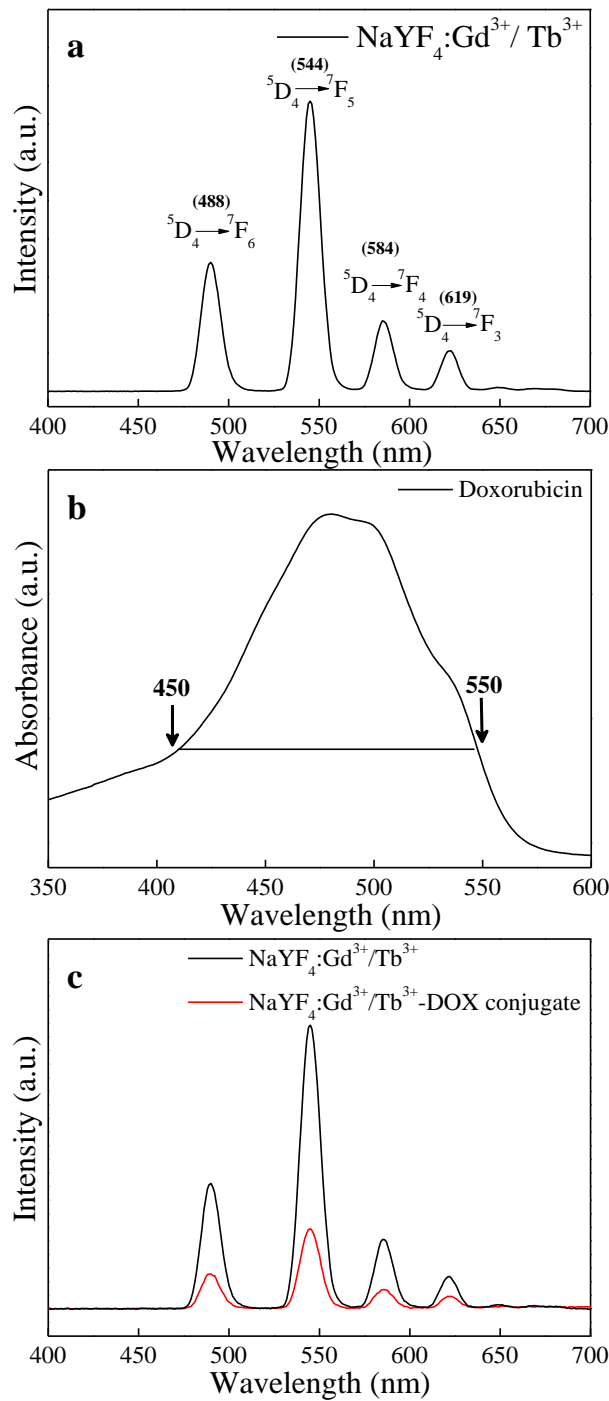 a
NaYF₄:Gd³⁺/ Tb³⁺
(544)
⁵D₄ → ⁷F₅
(488)
⁵D₄ → ⁷F₆
(584)
⁵D₄ → ⁷F₄
(619)
⁵D₄ → ⁷F₃
Intensity (a.u.)
400 450 500 550 600 650 700
Wavelength (nm)
b
Doxorubicin
450
550
Absorbance (a.u.)
350 400 450 500 550 600
Wavelength (nm)
c
NaYF₄:Gd³⁺/Tb³⁺
NaYF₄:Gd³⁺/Tb³⁺-DOX conjugate
Intensity (a.u.)
400 450 500 550 600 650 700
Wavelength (nm)